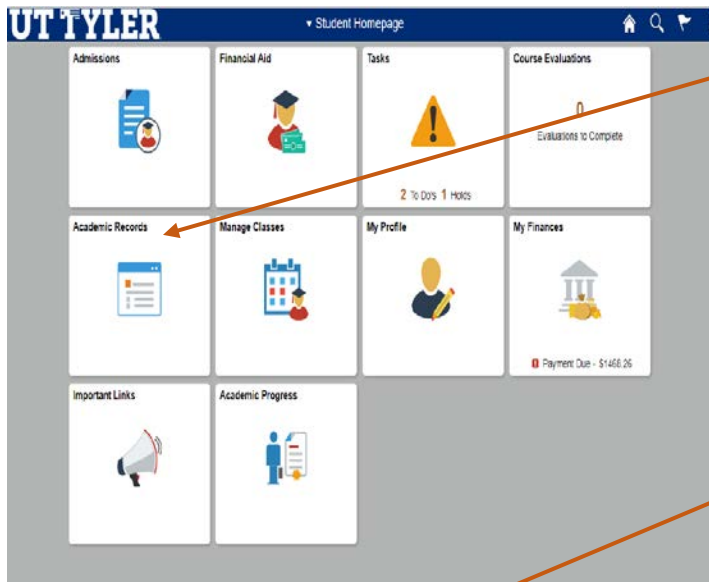 UT TYLER
▾ Student Homepage
Admissions
Financial Aid
Tasks
Course Evaluations
0
Evaluations to Complete
2 To Do's 1 Holds
Academic Records
Manage Classes
My Profile
My Finances
Payment Due - $1468.26
Important Links
Academic Progress